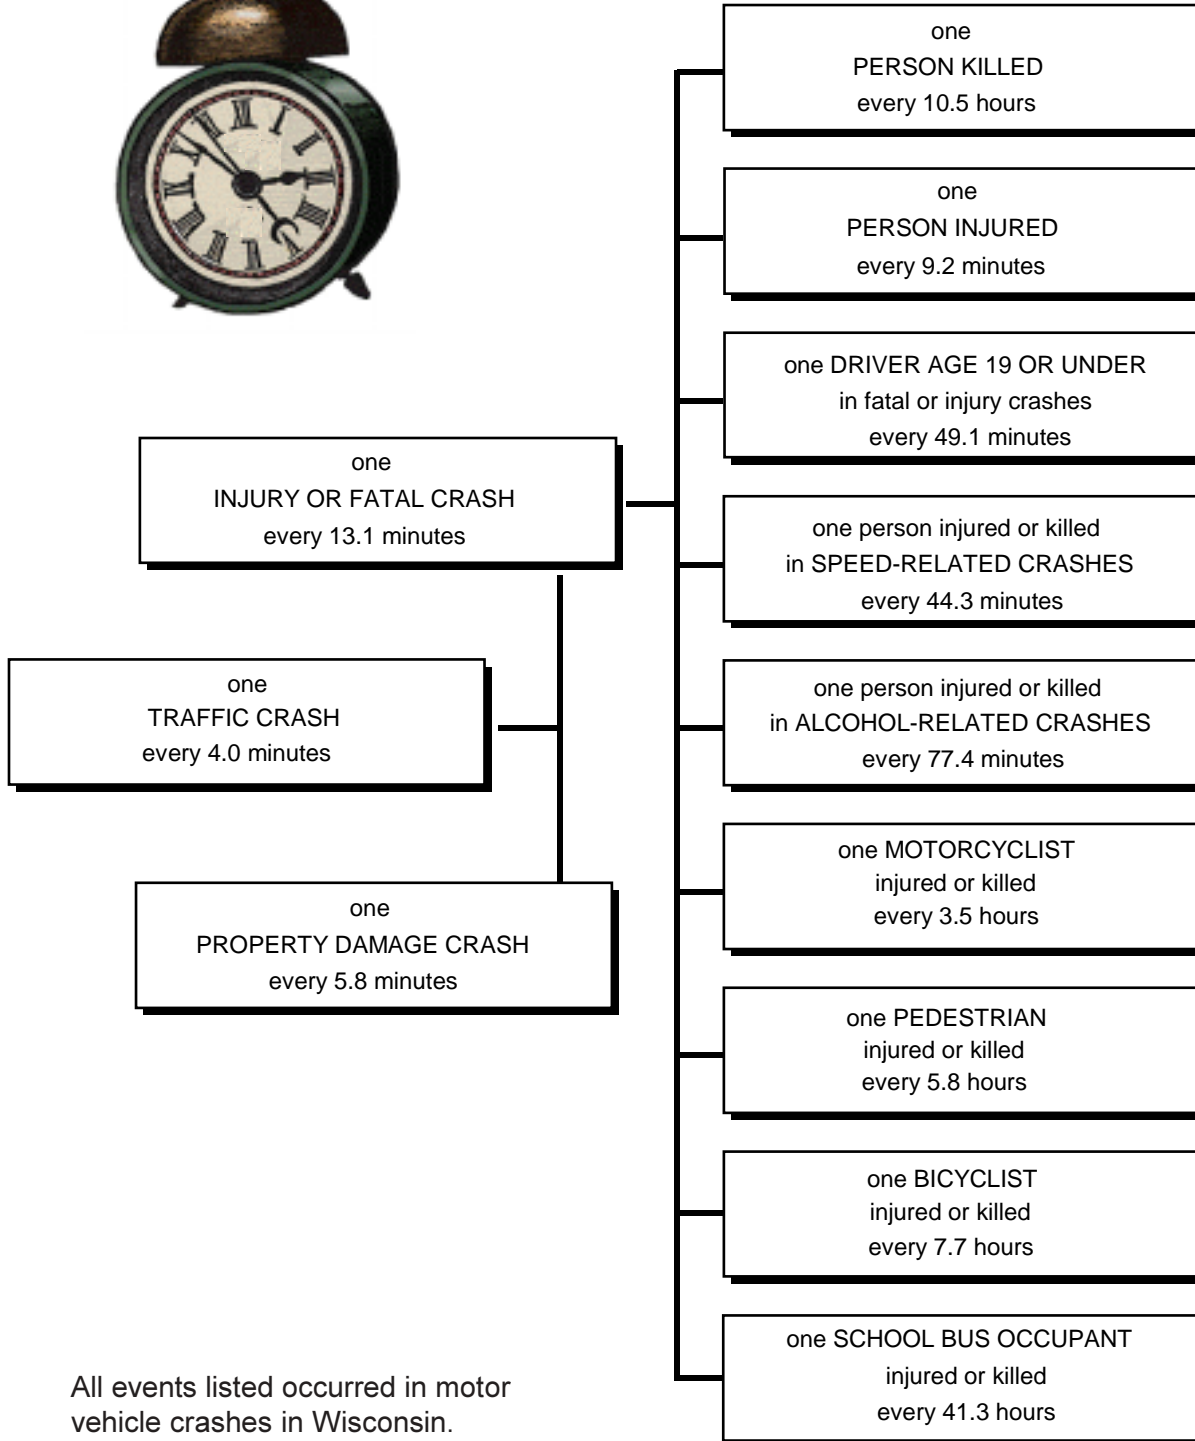 one
PERSON KILLED
every 10.5 hours
one
PERSON INJURED
every 9.2 minutes
one DRIVER AGE 19 OR UNDER
in fatal or injury crashes
every 49.1 minutes
one
INJURY OR FATAL CRASH
every 13.1 minutes
one person injured or killed
in SPEED-RELATED CRASHES
every 44.3 minutes
one
TRAFFIC CRASH
every 4.0 minutes
one person injured or killed
in ALCOHOL-RELATED CRASHES
every 77.4 minutes
one
PROPERTY DAMAGE CRASH
every 5.8 minutes
one MOTORCYCLIST
injured or killed
every 3.5 hours
one PEDESTRIAN
injured or killed
every 5.8 hours
one BICYCLIST
injured or killed
every 7.7 hours
one SCHOOL BUS OCCUPANT
injured or killed
every 41.3 hours
All events listed occurred in motor
vehicle crashes in Wisconsin.